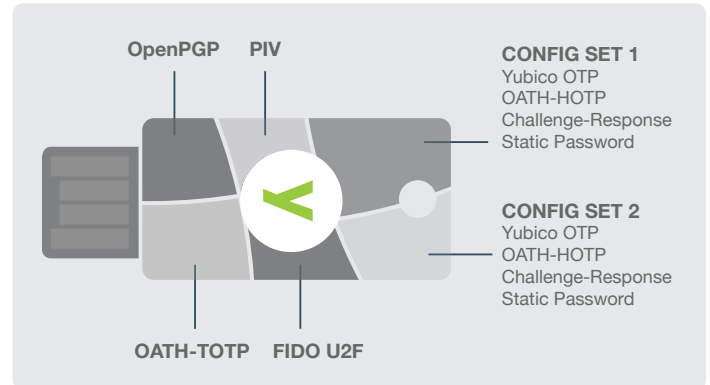 OpenPGP
PIV
CONFIG SET 1
Yubico OTP
OATH-HOTP
Challenge-Response
Static Password
CONFIG SET 2
Yubico OTP
OATH-HOTP
Challenge-Response
Static Password
OATH-TOTP
FIDO U2F